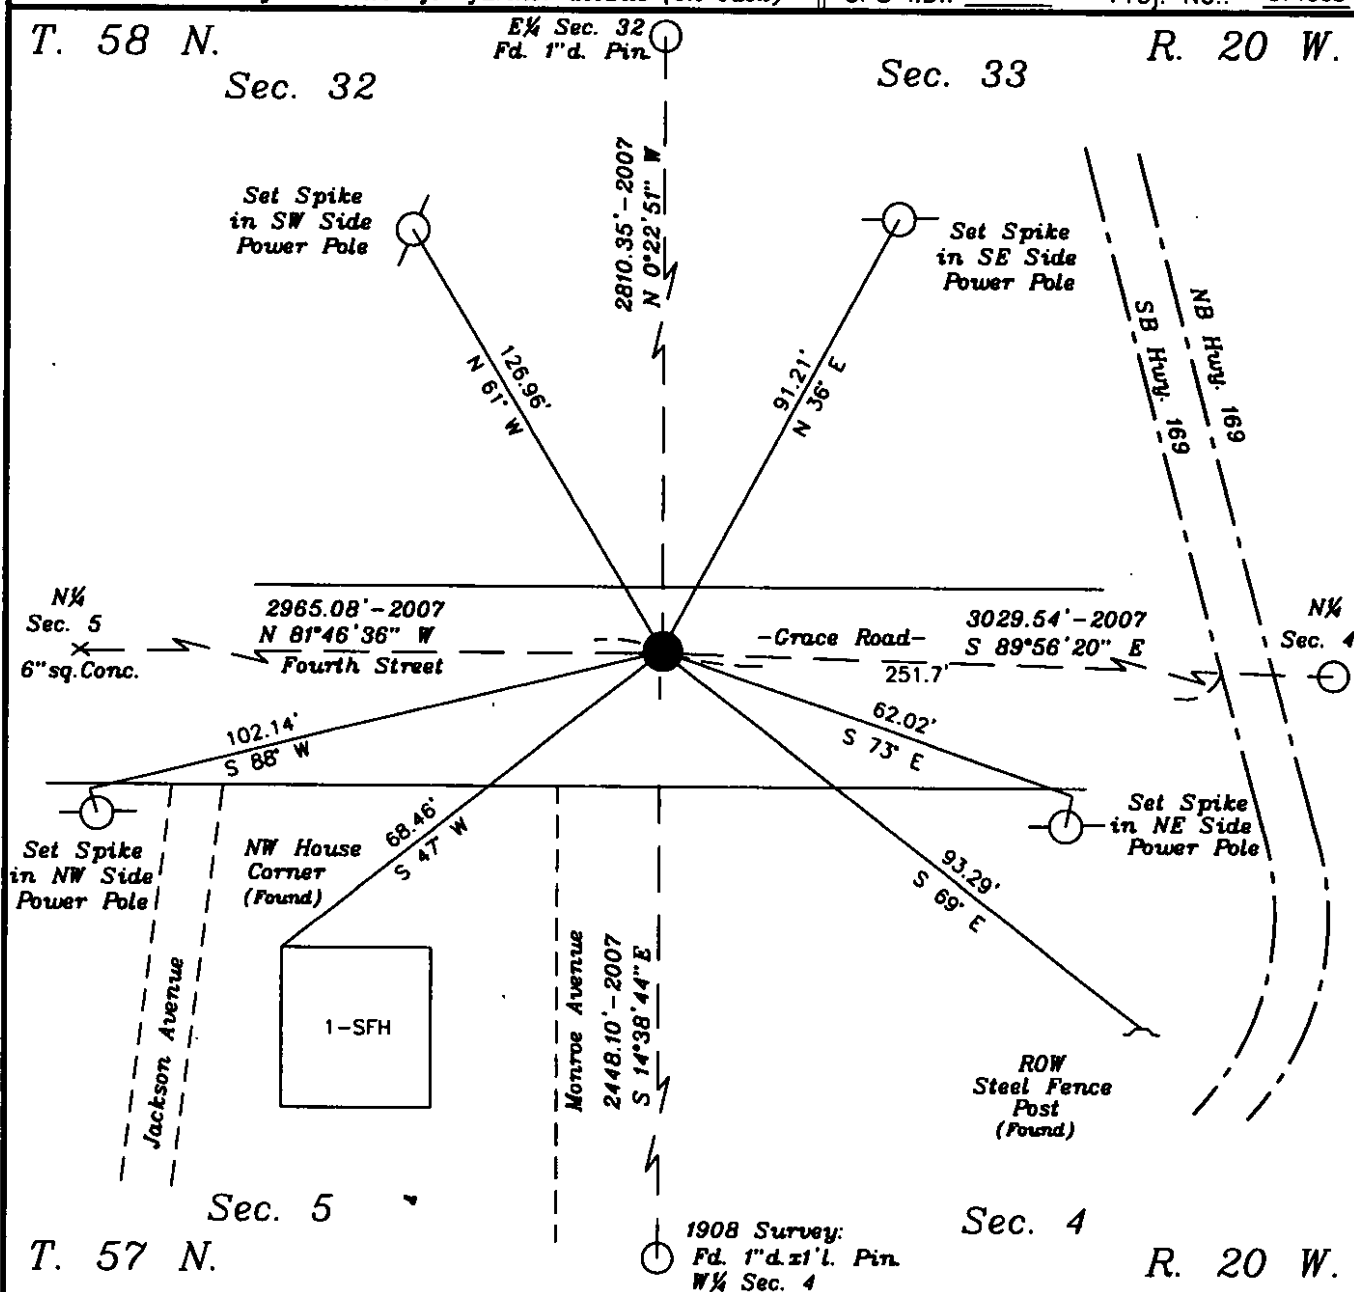 T. 58 N.
E¼ Sec. 32
Fd. 1"d. Pin
R. 20 W.
Sec. 32
Sec. 33
2810.35'-2007
N 0°22'51" W
Set Spike
in SW Side
Power Pole
Set Spike
in SE Side
Power Pole
126.96'
N 61° W
91.21'
N 36° E
SB Hwy. 169
NB Hwy. 169
N¼
Sec. 5
6"sq.Conc.
2965.08'-2007
N 81°46'36" W
Fourth Street
-Grace Road-
3029.54'-2007
S 89°56'20" E
251.7'
N¼
Sec. 4
102.14'
S 88° W
62.02'
S 73° E
Set Spike
in NW Side
Power Pole
NW House
Corner
(Found)
68.46'
S 47° W
93.29'
S 69° E
Set Spike
in NE Side
Power Pole
Jackson Avenue
1-SFH
Monroe Avenue
2448.10'-2007
S 14°38'44"E
ROW
Steel Fence
Post
(Found)
Sec. 5
Sec. 4
T. 57 N.
1908 Survey:
Fd. 1"d.x1'l. Pin
W¼ Sec. 4
R. 20 W.